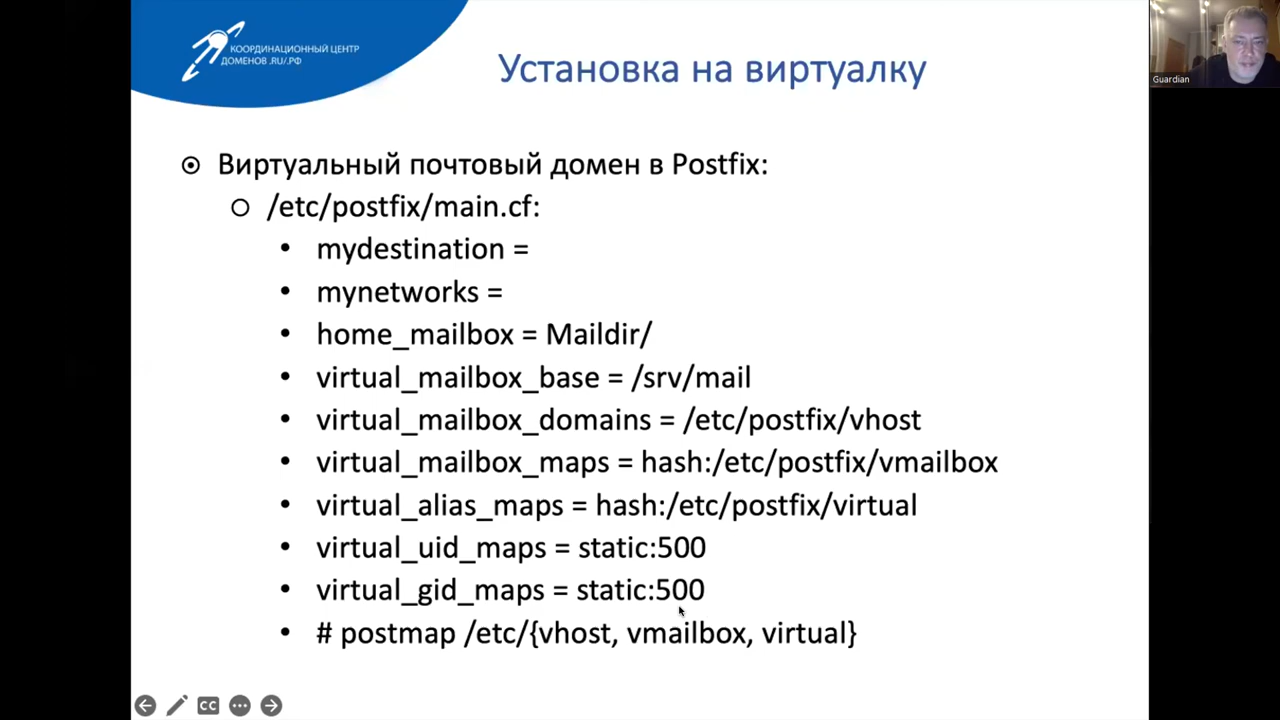 КООРДИНАЦИОННЫЙ ЦЕНТР
ДОМЕНОВ .RU/.РФ
Установка на виртуалку
Guardian
Виртуальный почтовый домен в Postfix:
/etc/postfix/main.cf:
mydestination =
mynetworks =
home_mailbox = Maildir/
virtual_mailbox_base = /srv/mail
virtual_mailbox_domains = /etc/postfix/vhost
virtual_mailbox_maps = hash:/etc/postfix/vmailbox
virtual_alias_maps = hash:/etc/postfix/virtual
virtual_uid_maps = static:500
virtual_gid_maps = static:500
# postmap /etc/{vhost, vmailbox, virtual}
CC